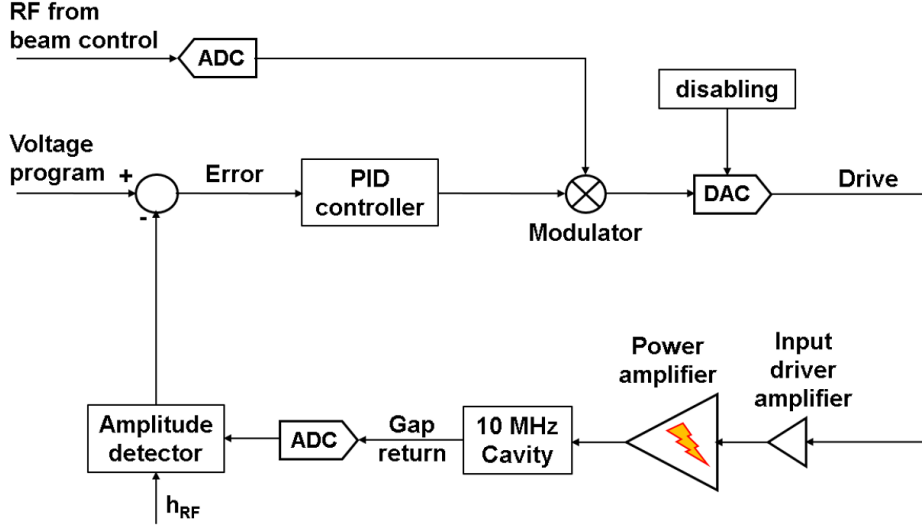 RF from
beam control
ADC
disabling
Voltage
program
+
-
Error
PID
controller
Modulator
DAC
Drive
Power
amplifier
Input
driver
amplifier
Amplitude
detector
ADC
Gap
return
10 MHz
Cavity
hRF